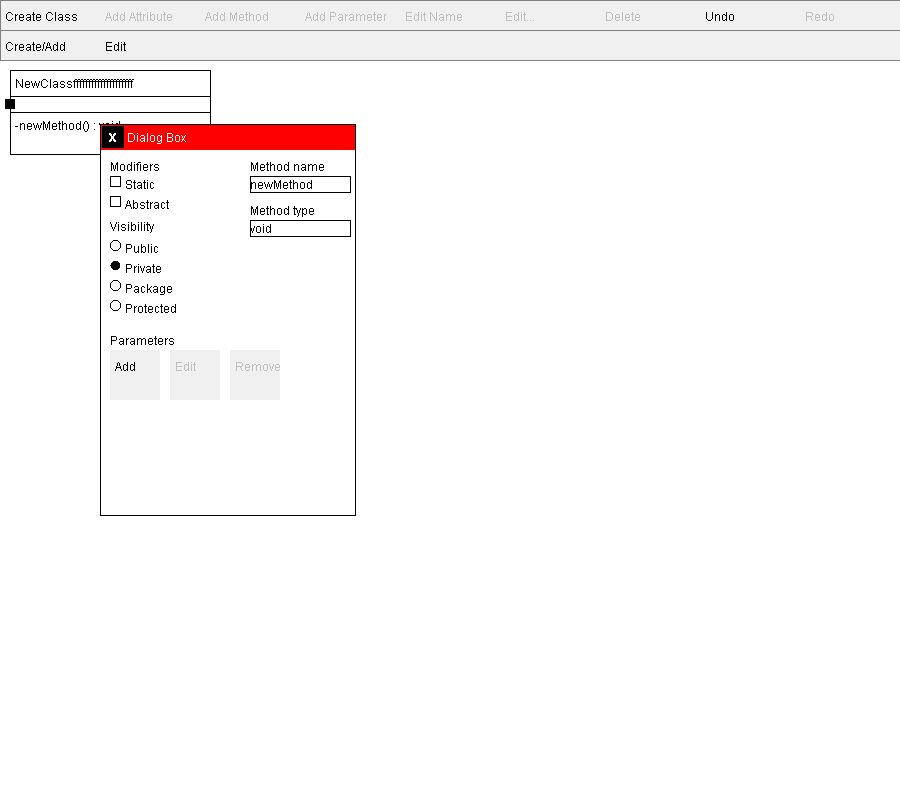 Create Class Add Attribute Add Method Add Parameter Edit Name Edit... Delete Undo Redo
Create/Add Edit
-newMethod() : void
X Dialog Box
Modifiers
Static
Abstract
Visibility
Public
Private
Package
Protected
Method name
newMethod
Method type
void
Parameters
Add Edit Remove